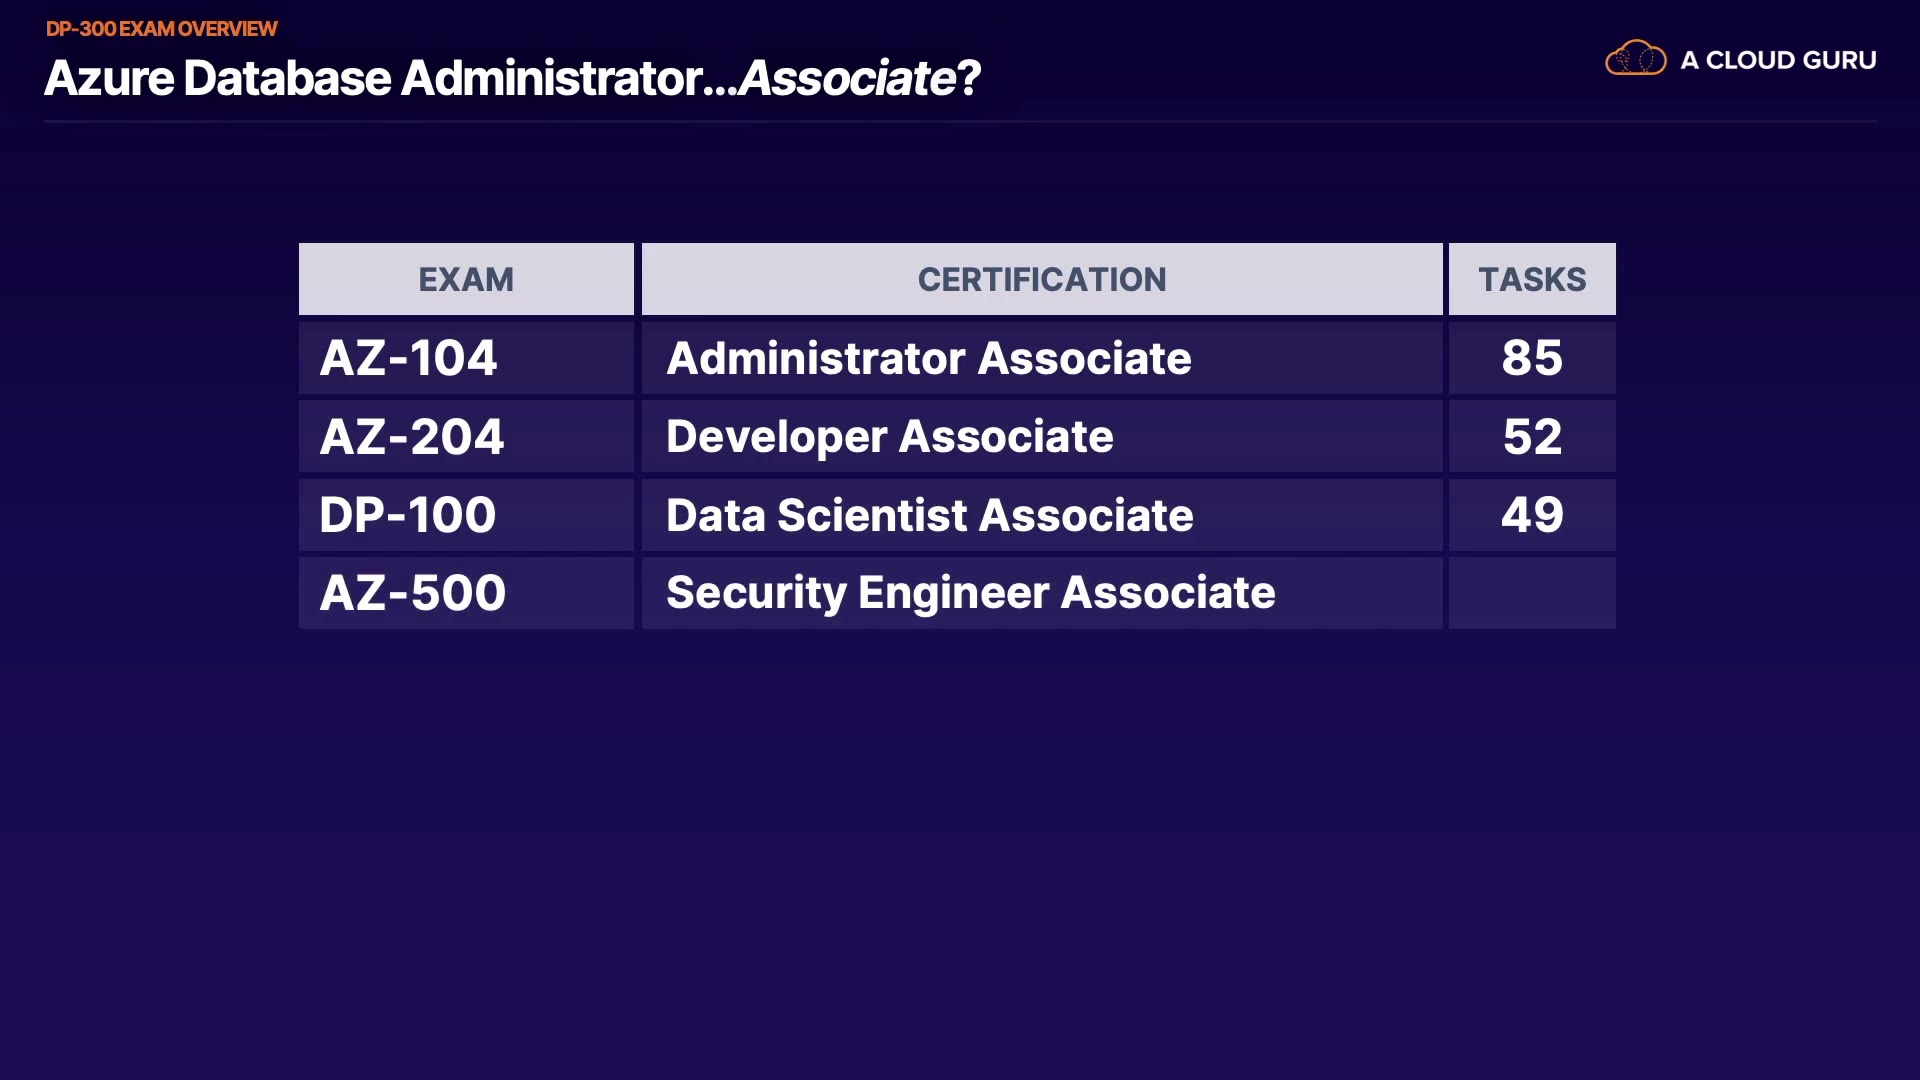 DP-300 EXAM OVERVIEW
Azure Database Administrator...Associate?
A CLOUD GURU
EXAM CERTIFICATION TASKS
AZ-104 Administrator Associate 85
AZ-204 Developer Associate 52
DP-100 Data Scientist Associate 49
AZ-500 Security Engineer Associate